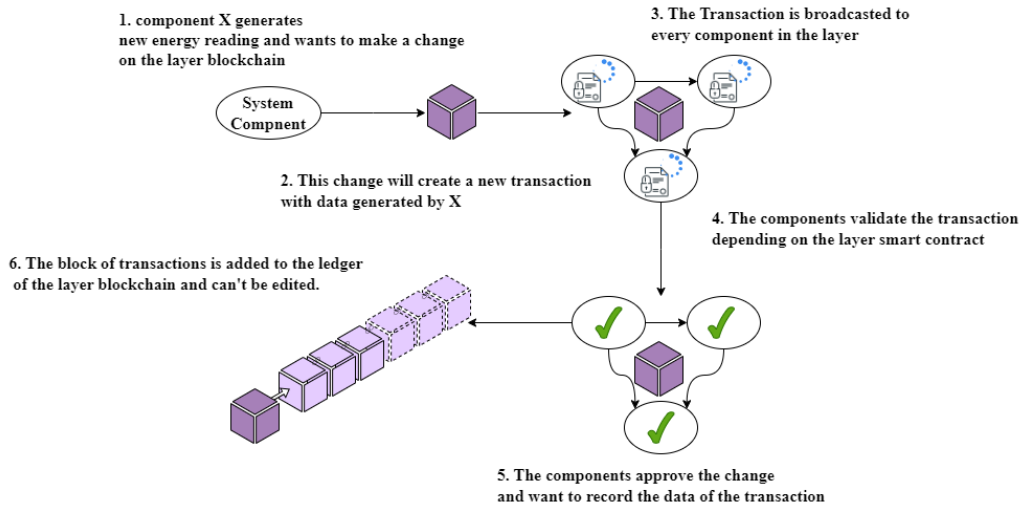 1. component X generates
new energy reading and wants to make a change
on the layer blockchain
System
Compnent
2. This change will create a new transaction
with data generated by X
3. The Transaction is broadcasted to
every component in the layer
4. The components validate the transaction
depending on the layer smart contract
5. The components approve the change
and want to record the data of the transaction
6. The block of transactions is added to the ledger
of the layer blockchain and can't be edited.